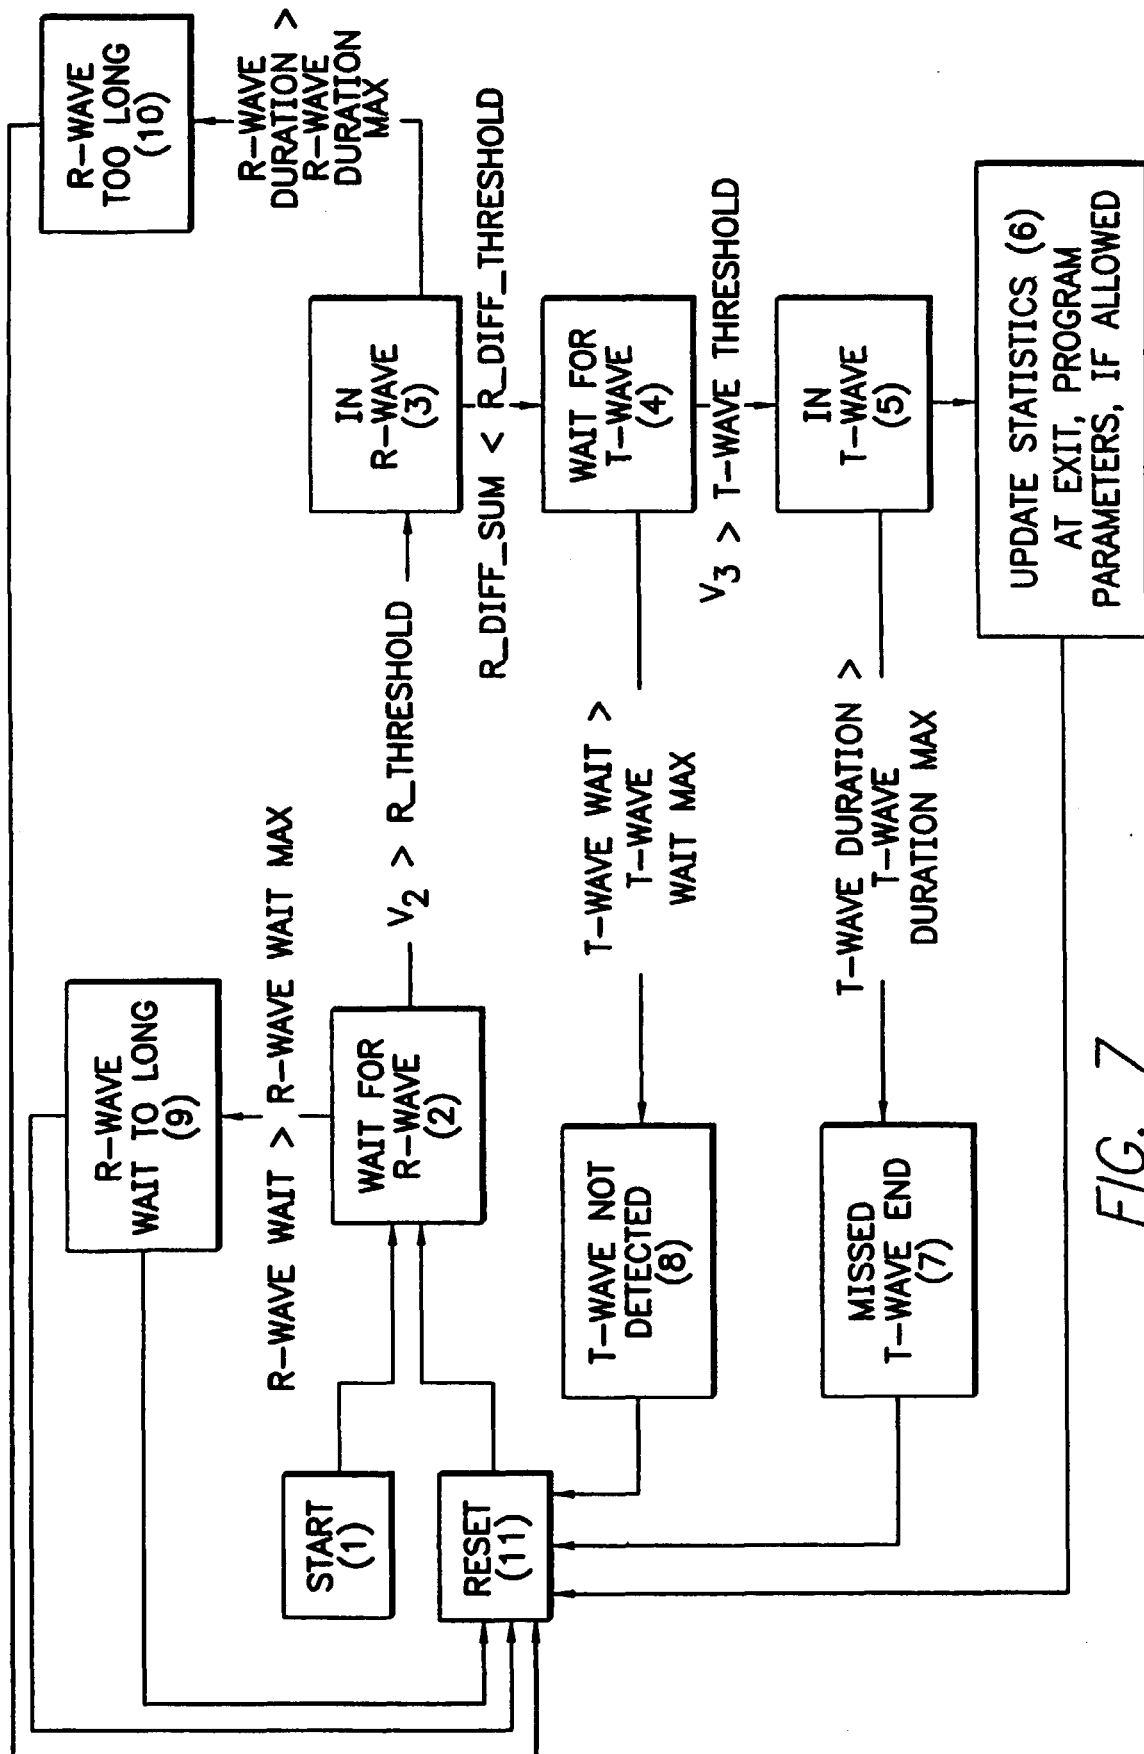 R-WAVE
TOO LONG
(10)
R-WAVE
DURATION >
R-WAVE
DURATION
MAX
R-WAVE
WAIT TO LONG
(9)
R-WAVE WAIT > R-WAVE WAIT MAX
START
(1)
WAIT FOR
R-WAVE
(2)
V2 > R_THRESHOLD
IN
R-WAVE
(3)
R_DIFF_SUM < R_DIFF_THRESHOLD
RESET
(11)
T-WAVE NOT
DETECTED
(8)
T-WAVE WAIT >
T-WAVE
WAIT MAX
WAIT FOR
T-WAVE
(4)
V3 > T-WAVE THRESHOLD
MISSED
T-WAVE END
(7)
T-WAVE DURATION >
T-WAVE
DURATION MAX
IN
T-WAVE
(5)
UPDATE STATISTICS (6)
AT EXIT, PROGRAM
PARAMETERS, IF ALLOWED
FIG. 7